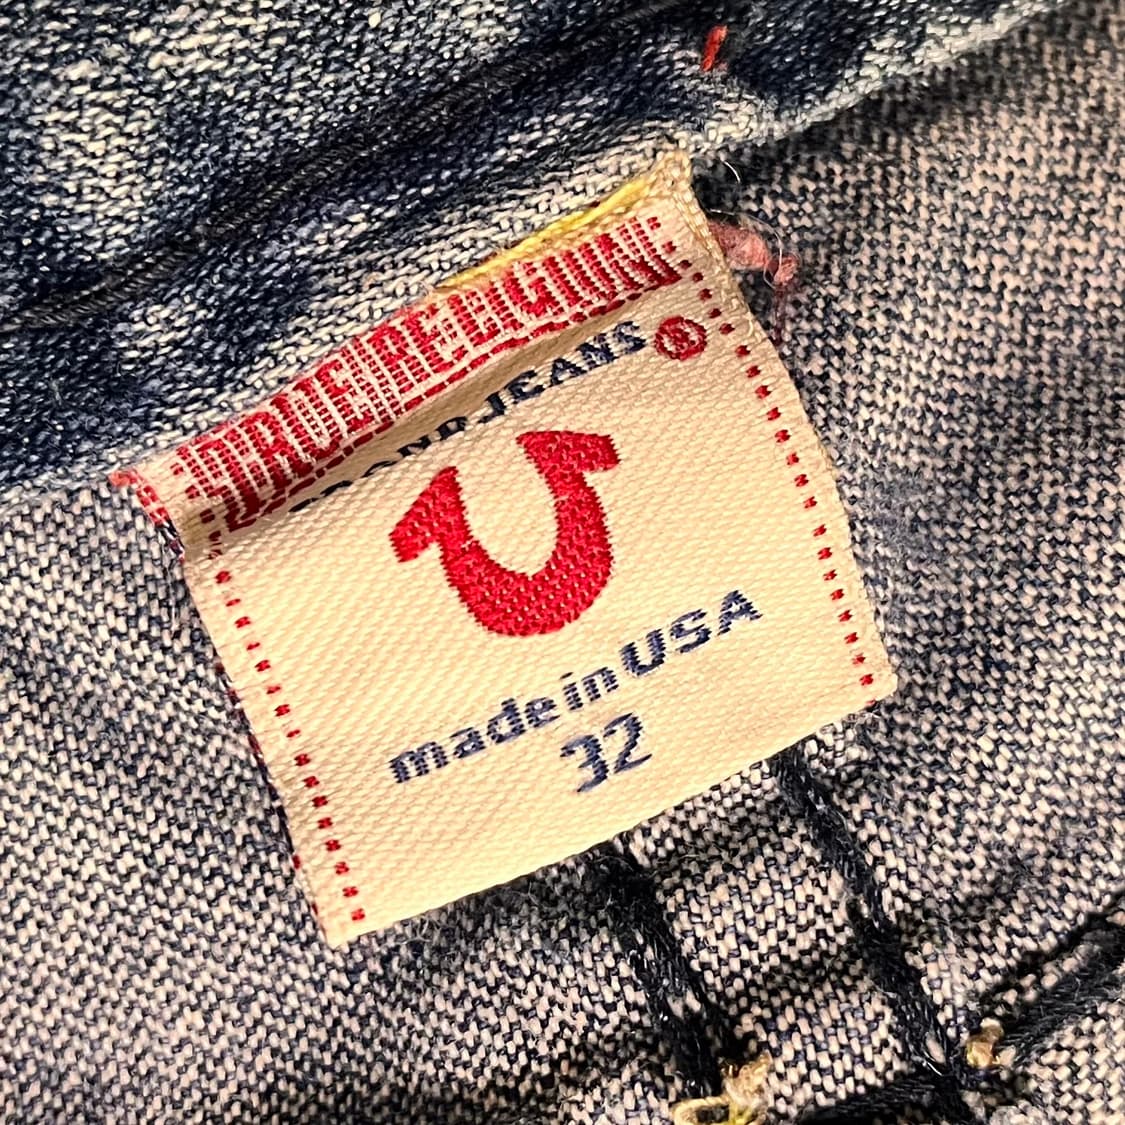 TRUE RELIGION
BRAND JEANS ®
made in USA
32